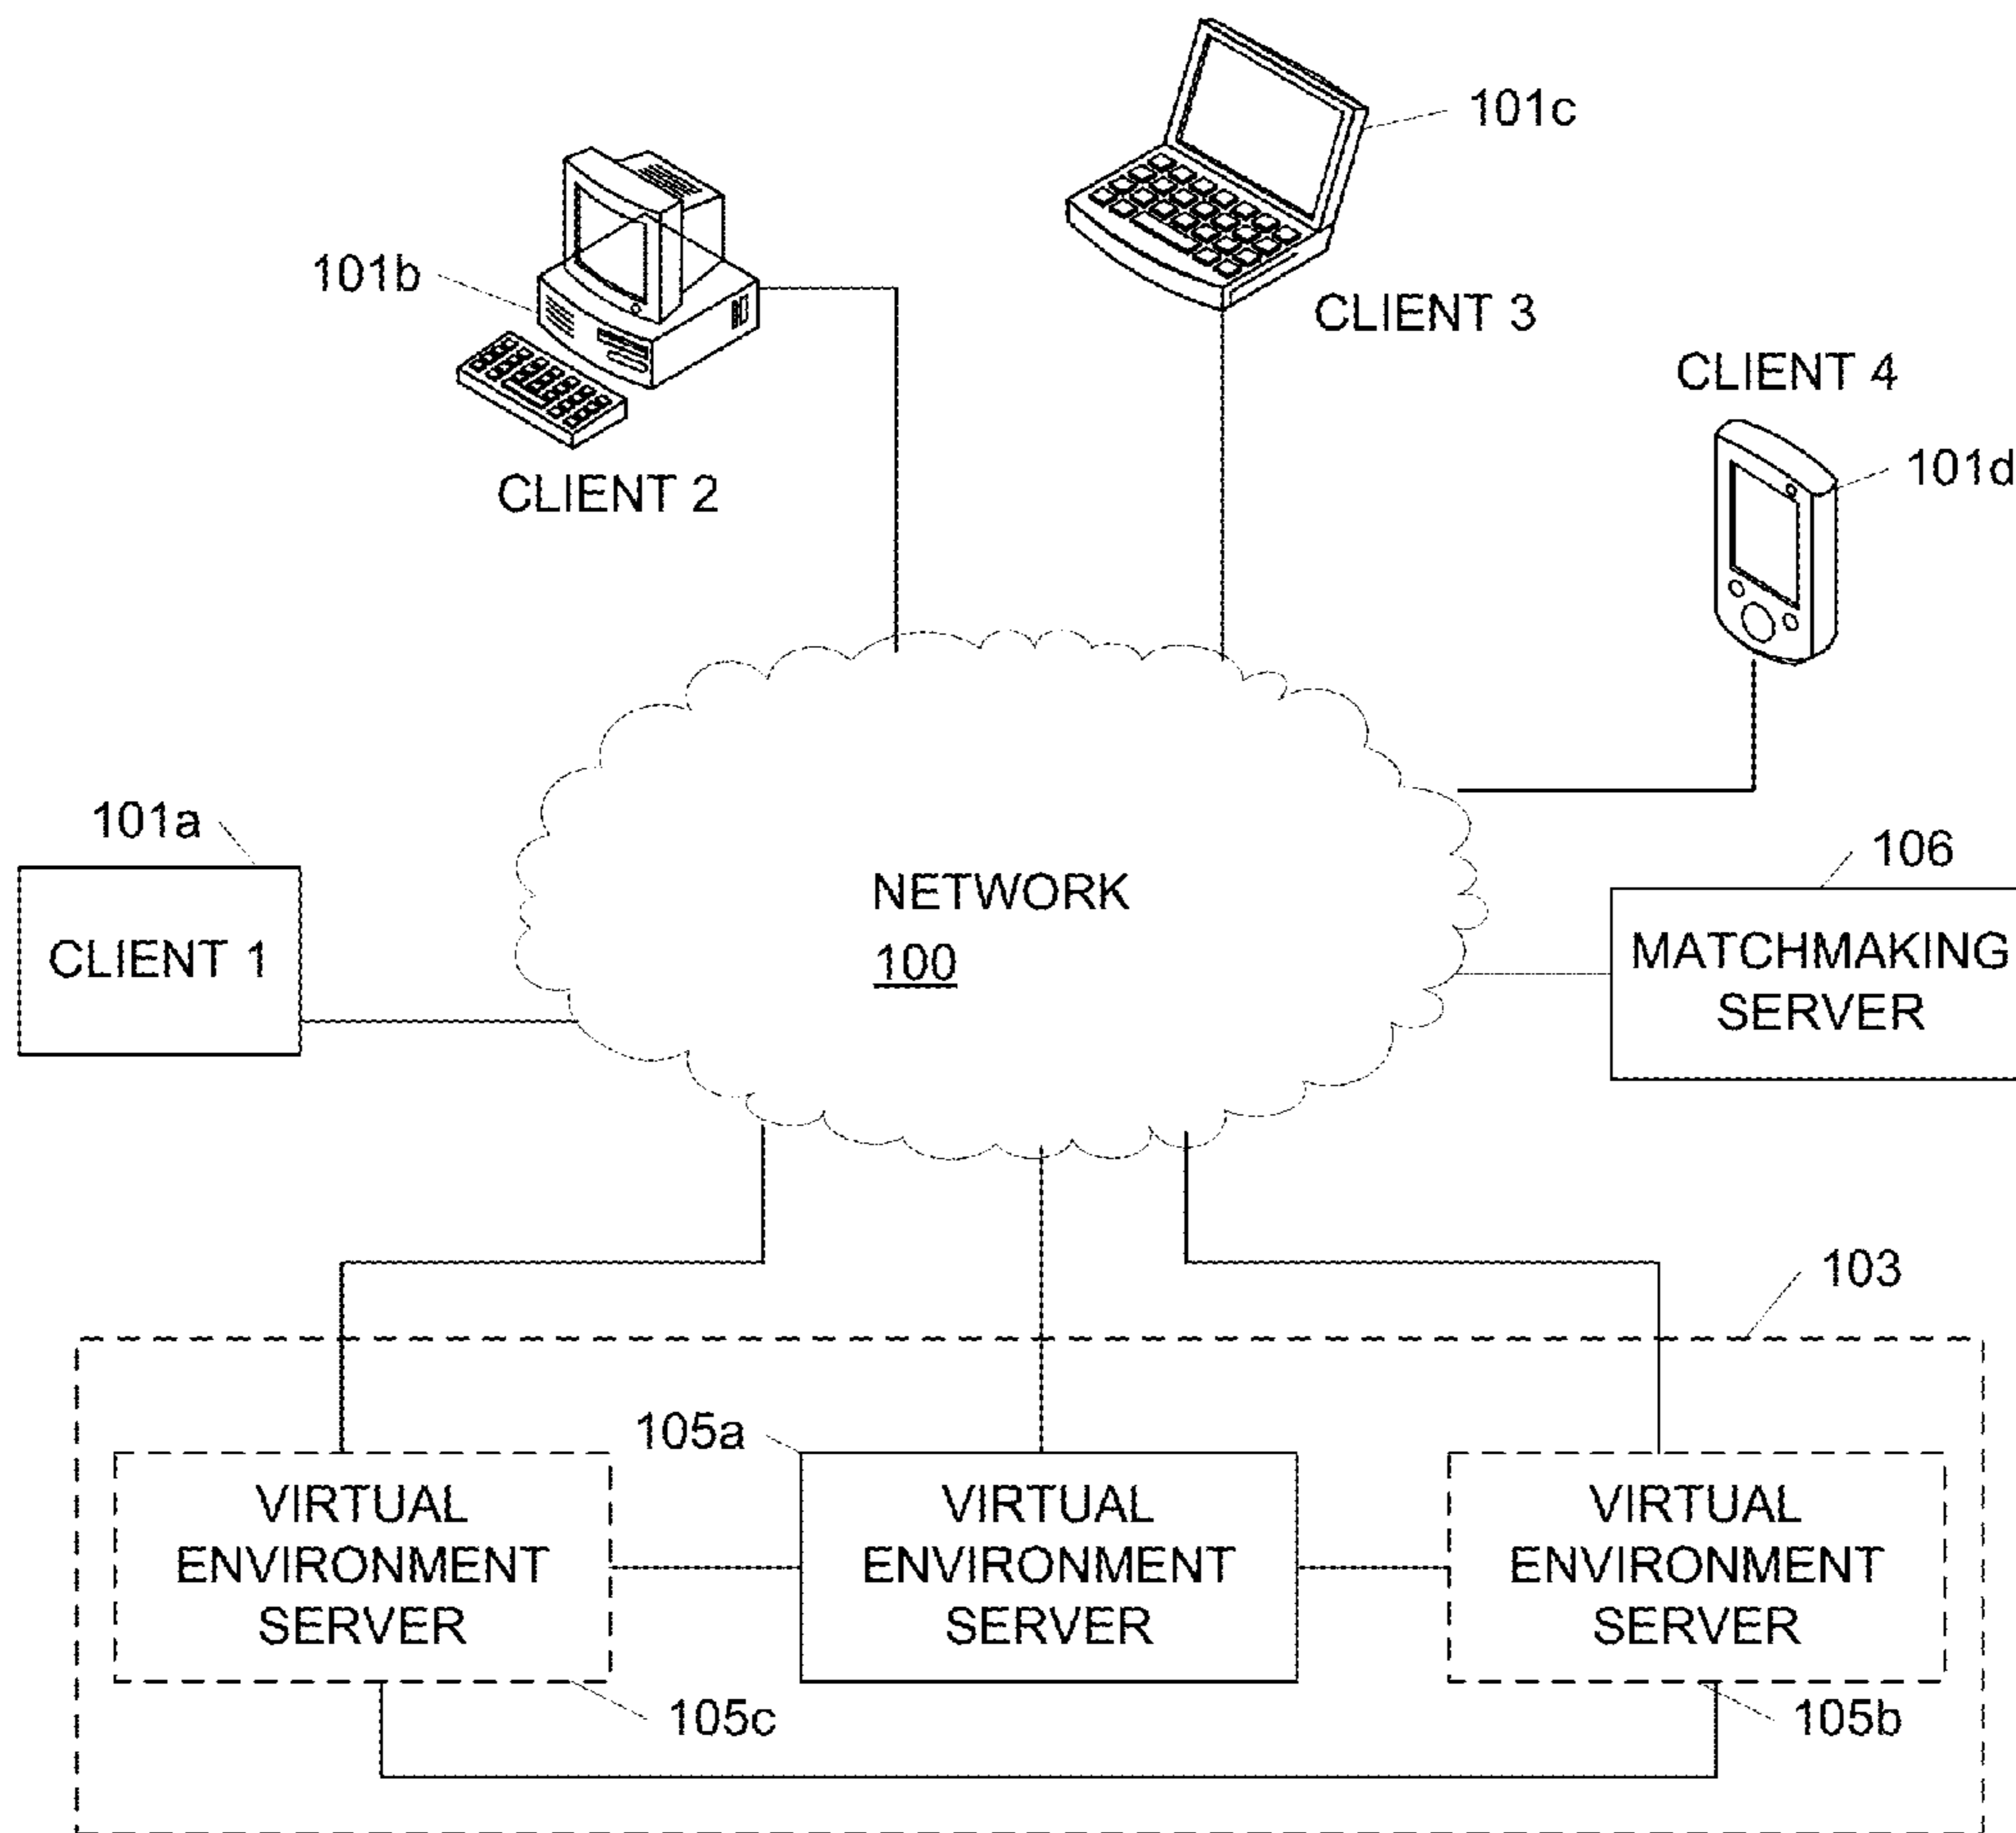 101c
101b
CLIENT 3
CLIENT 4
101d
CLIENT 2
101a
106
NETWORK
100
CLIENT 1
MATCHMAKING
SERVER
103
105a
VIRTUAL
ENVIRONMENT
SERVER
VIRTUAL
ENVIRONMENT
SERVER
VIRTUAL
ENVIRONMENT
SERVER
105c
105b